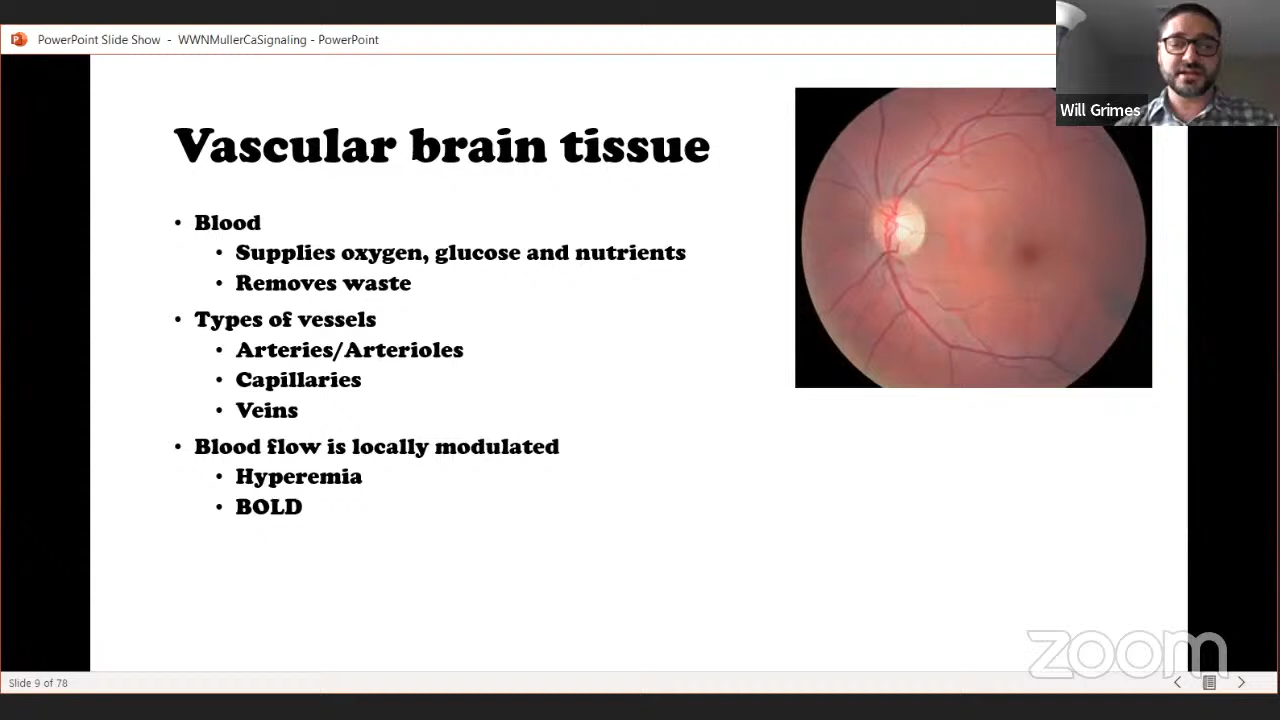 PowerPoint Slide Show - WWNMullerCaSignaling - PowerPoint
Will Grimes
Vascular brain tissue
• Blood
• Supplies oxygen, glucose and nutrients
• Removes waste
• Types of vessels
• Arteries/Arterioles
• Capillaries
• Veins
• Blood flow is locally modulated
• Hyperemia
• BOLD
zoom
Slide 9 of 78